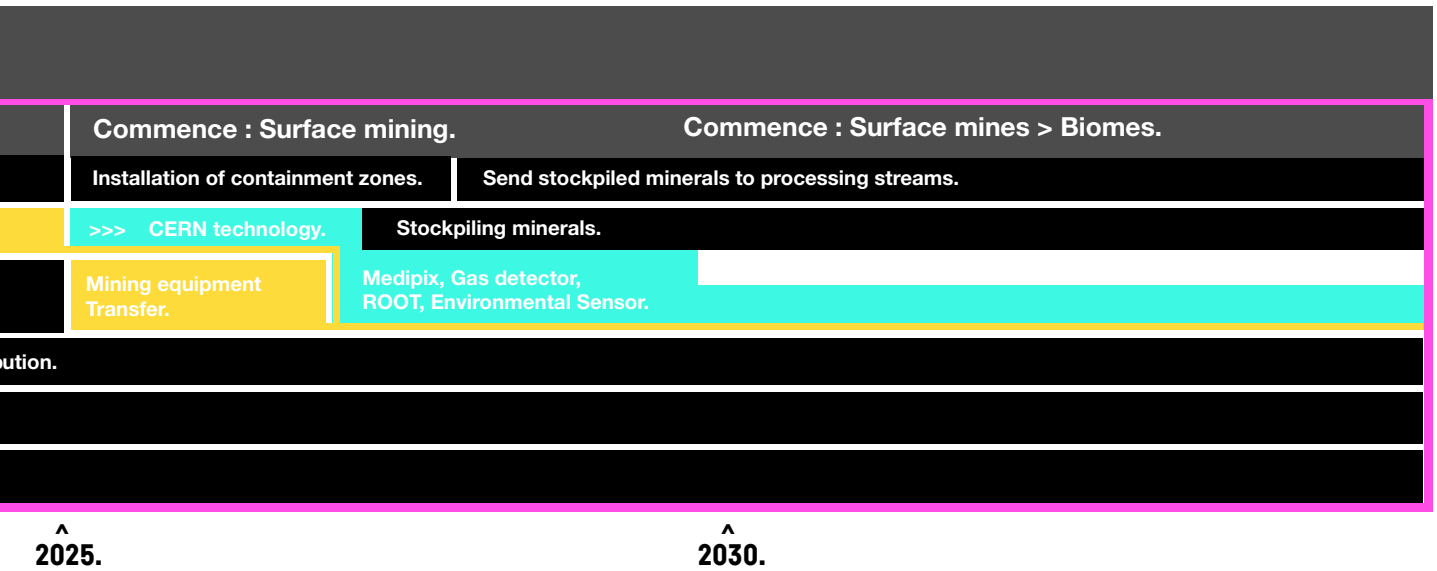 Commence : Surface mining.
Commence : Surface mines > Biomes.
Installation of containment zones.
Send stockpiled minerals to processing streams.
>>> CERN technology.
Stockpiling minerals.
Mining equipment
Transfer.
Medipix, Gas detector,
ROOT, Environmental Sensor.
^
2025.
^
2030.